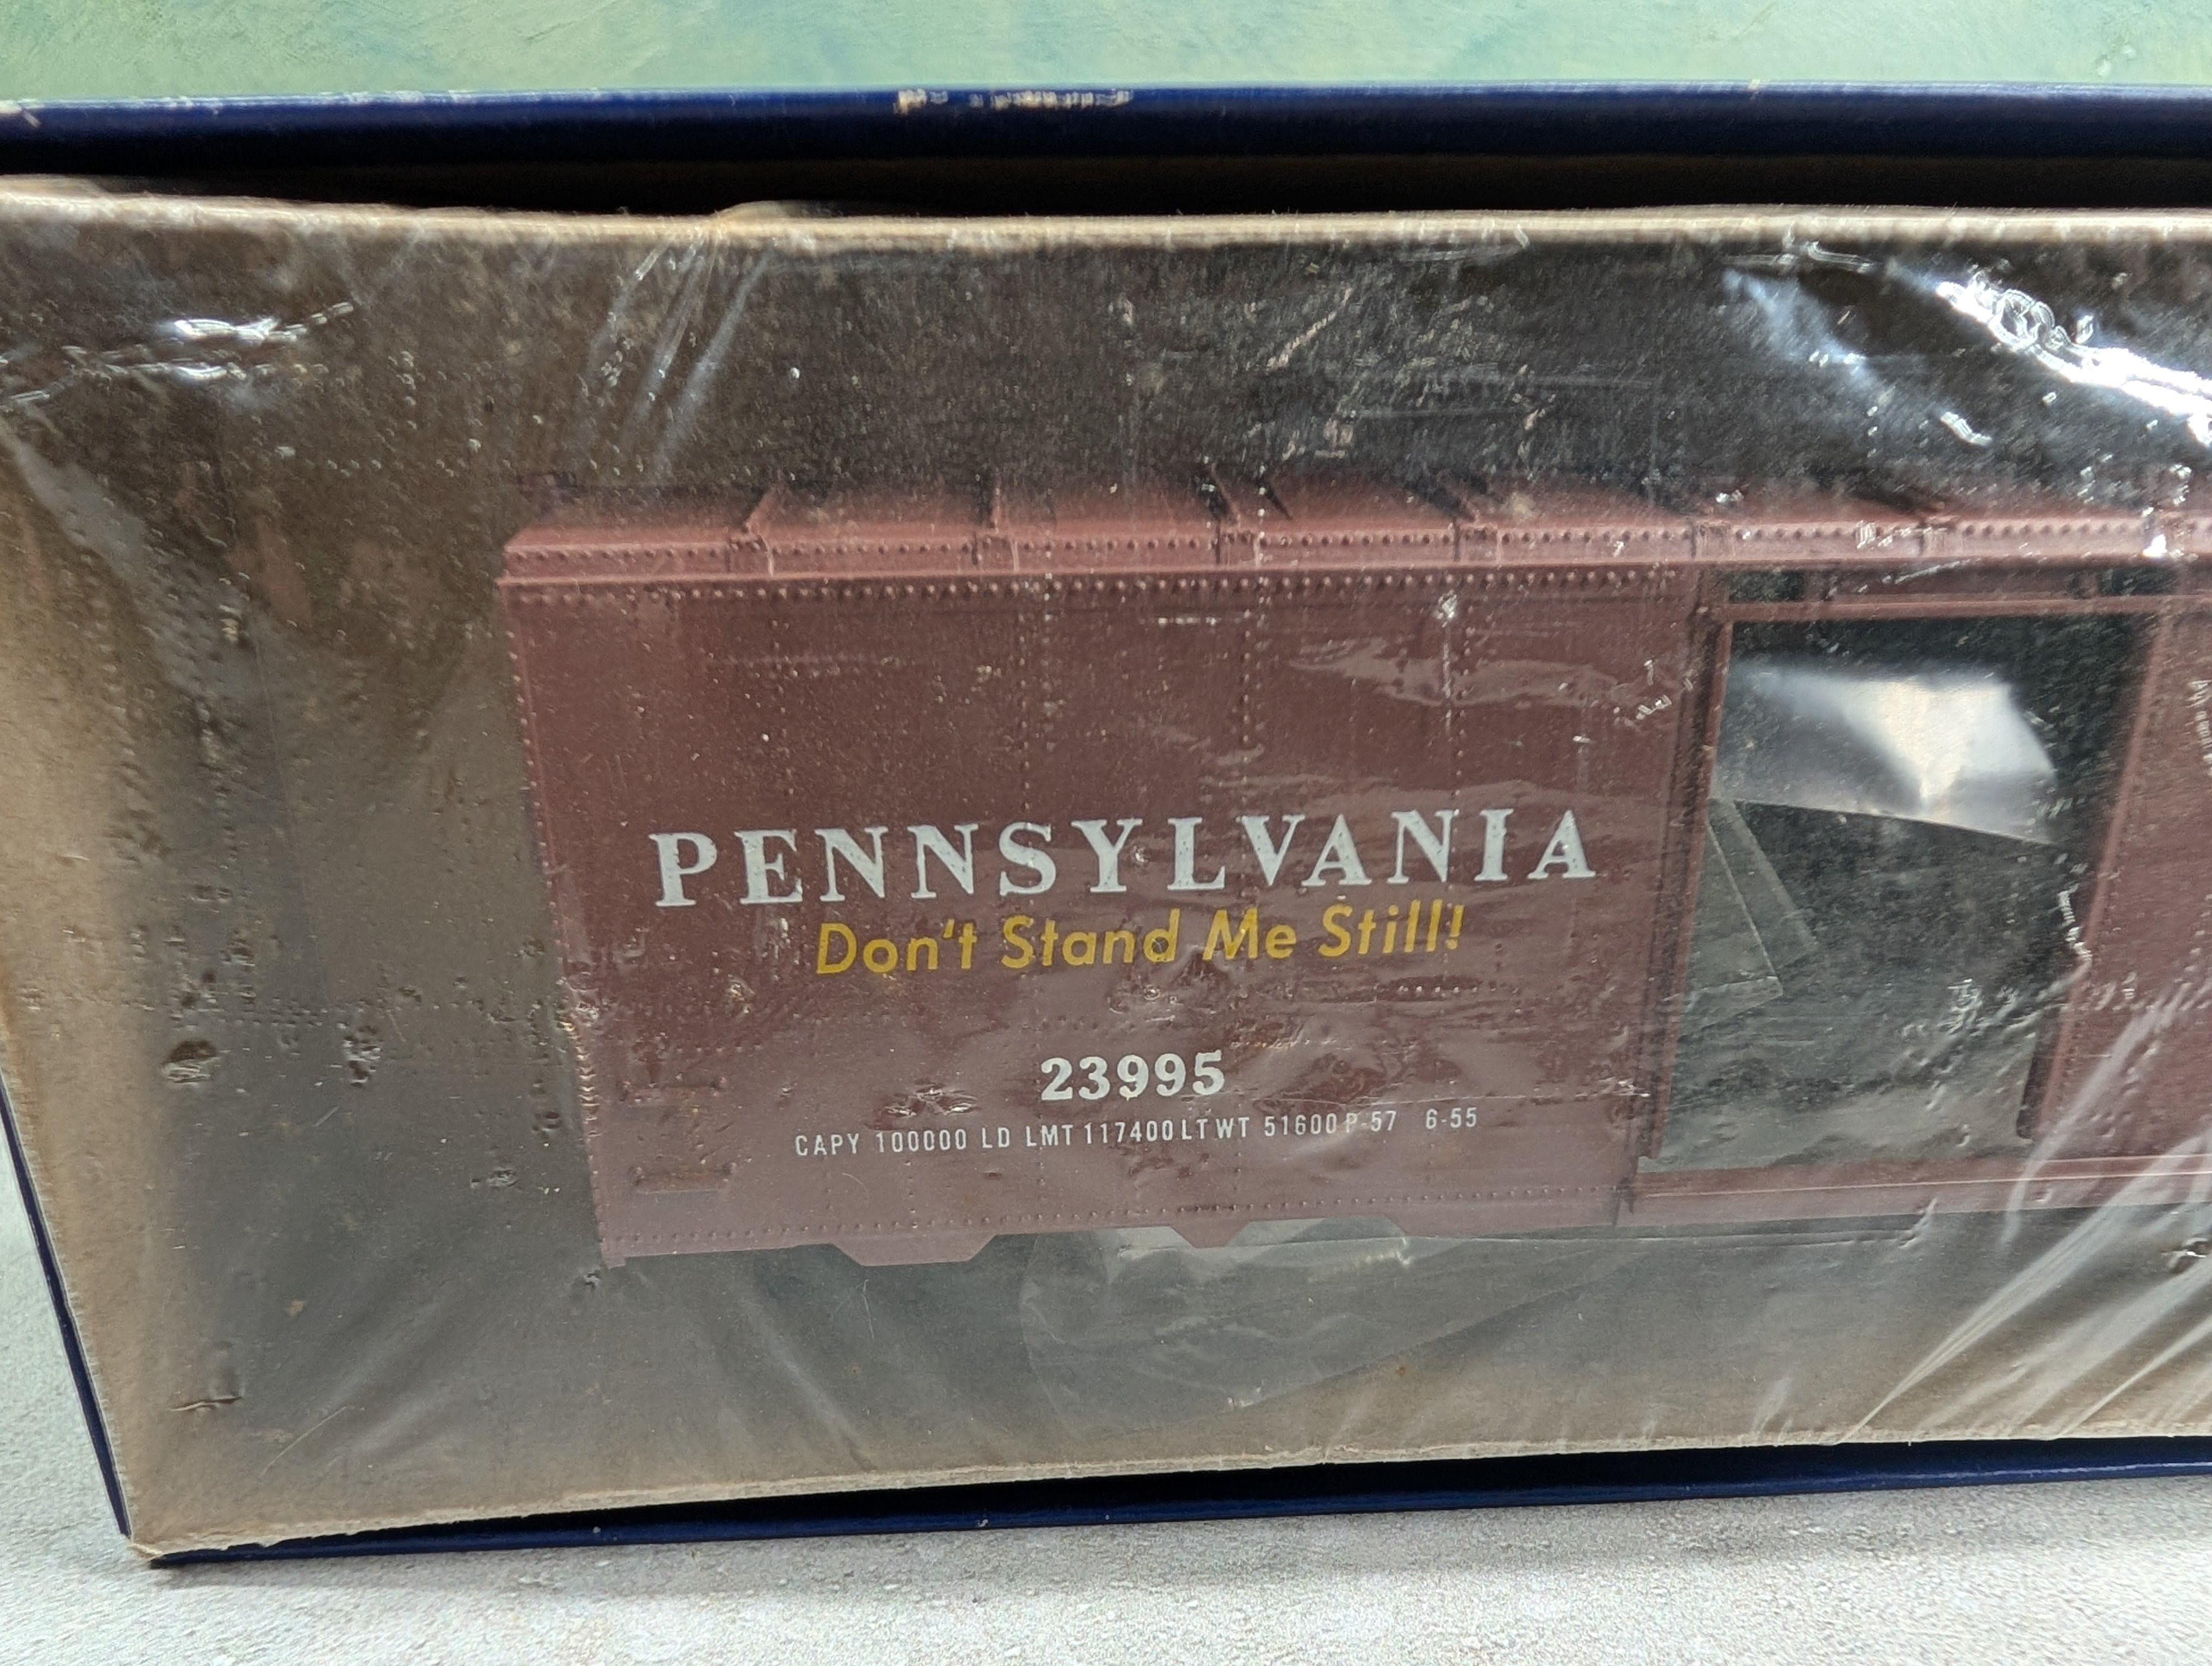 PENNSYLVANIA
Don't Stand Me Still!
23995
CAPY 100000 LD LMT 117400 LT WT 51600 P-57 6-55